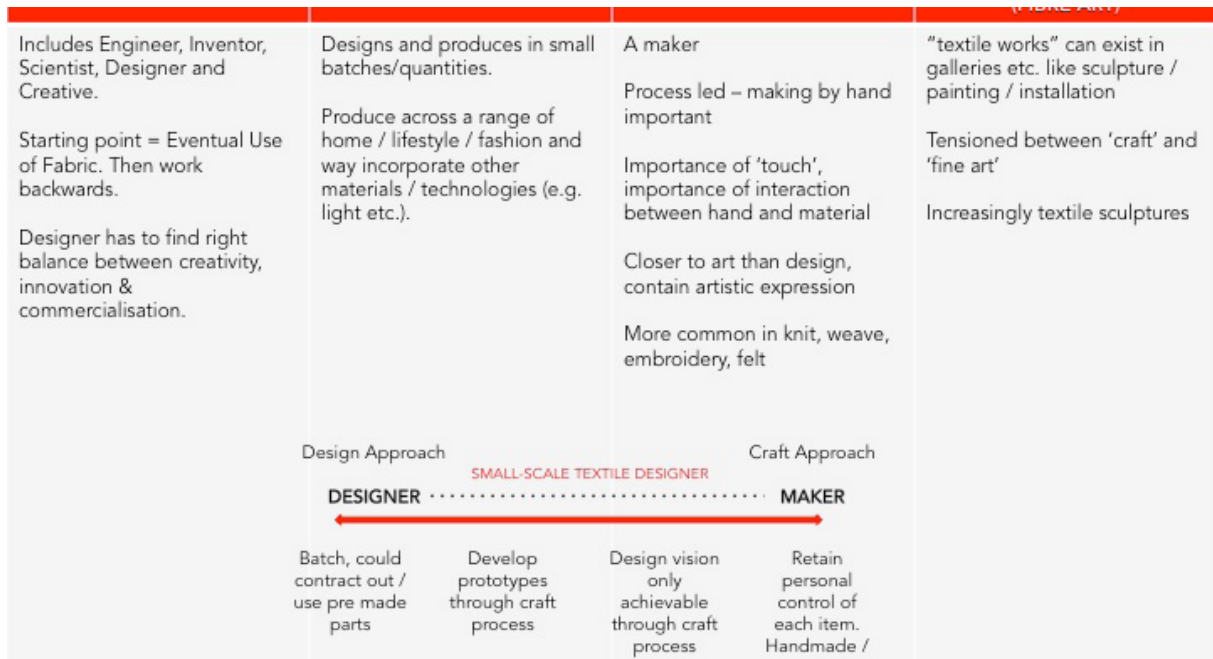 (FIBRE ART)
Includes Engineer, Inventor,
Scientist, Designer and
Creative.
Starting point = Eventual Use
of Fabric. Then work
backwards.
Designer has to find right
balance between creativity,
innovation &
commercialisation.
Designs and produces in small
batches/quantities.
Produce across a range of
home / lifestyle / fashion and
way incorporate other
materials / technologies (e.g.
light etc.).
A maker
Process led – making by hand
important
Importance of ‘touch’,
importance of interaction
between hand and material
Closer to art than design,
contain artistic expression
More common in knit, weave,
embroidery, felt
“textile works” can exist in
galleries etc. like sculpture /
painting / installation
Tensioned between ‘craft’ and
‘fine art’
Increasingly textile sculptures
Design Approach
Craft Approach
SMALL-SCALE TEXTILE DESIGNER
DESIGNER
MAKER
Batch, could
contract out /
use pre made
parts
Develop
prototypes
through craft
process
Design vision
only
achievable
through craft
process
Retain
personal
control of
each item.
Handmade /